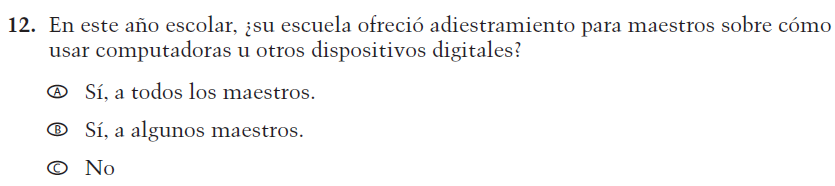 12. En este año escolar, ¿su escuela ofreció adiestramiento para maestros sobre cómo
usar computadoras u otros dispositivos digitales?
A Sí, a todos los maestros.
B Sí, a algunos maestros.
C No